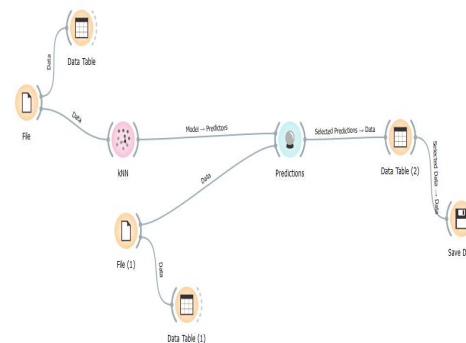 Data
Data Table
File
Data
kNN
Model → Predictors
Predictions
Selected Predictions → Data
Data Table (2)
Selected Data → Data
Save D
Data
File (1)
Data
Data Table (1)